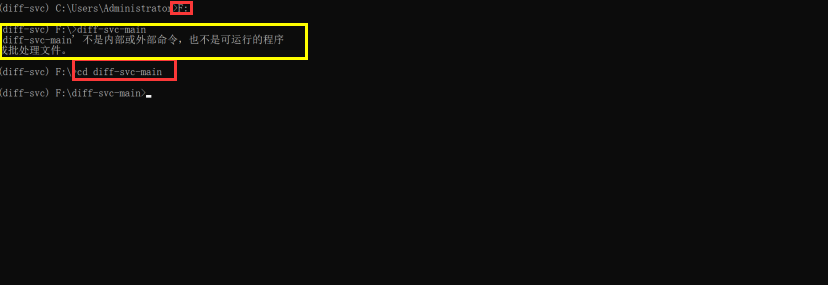 (diff-svc) C:\Users\Administrator>F:
(diff-svc) F:\>diff-svc-main
'diff-svc-main' 不是内部或外部命令，也不是可运行的程序
或批处理文件。
(diff-svc) F:\>cd diff-svc-main
(diff-svc) F:\diff-svc-main>